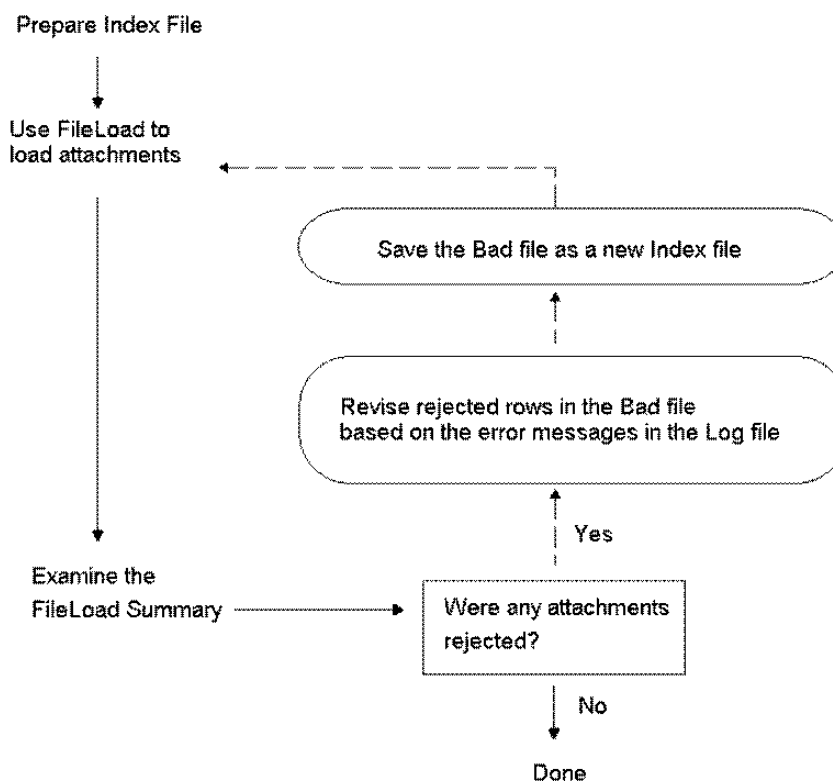 Prepare Index File
Use FileLoad to
load attachments
Save the Bad file as a new Index file
Revise rejected rows in the Bad file
based on the error messages in the Log file
Yes
Examine the
FileLoad Summary
Were any attachments
rejected?
No
Done